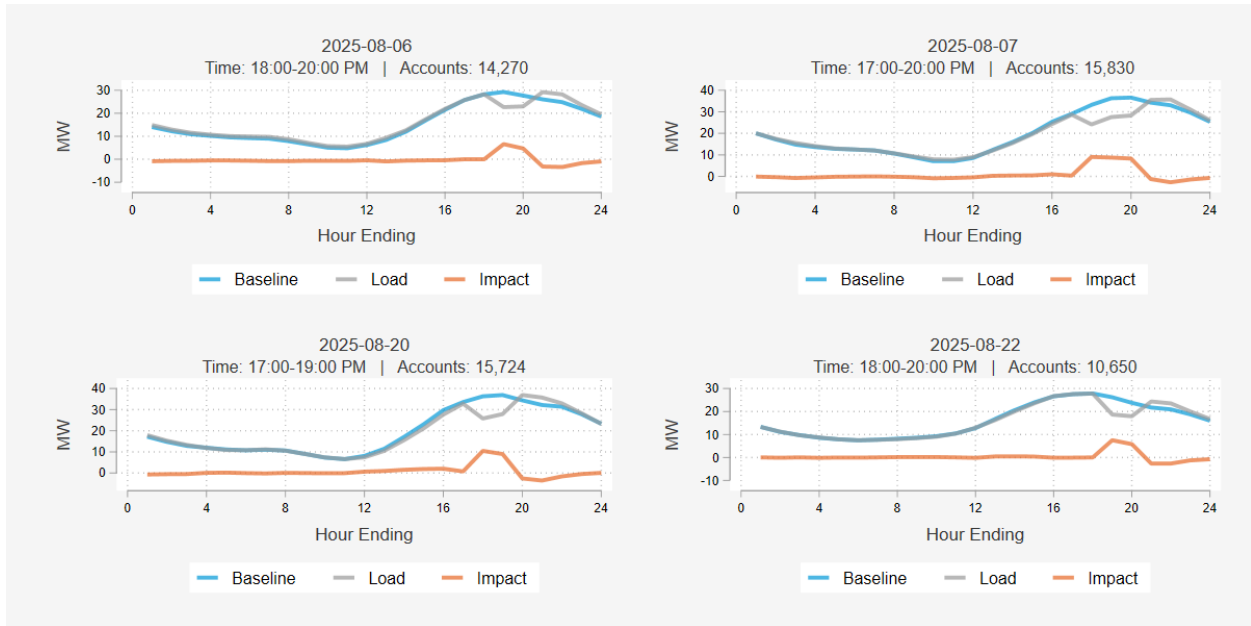 2025-08-06
Time: 18:00-20:00 PM | Accounts: 14,270
30
20
10
0
-10
MW
0 4 8 12 16 20 24
Hour Ending
Baseline Load Impact
2025-08-07
Time: 17:00-20:00 PM | Accounts: 15,830
40
30
20
10
0
MW
0 4 8 12 16 20 24
Hour Ending
Baseline Load Impact
2025-08-20
Time: 17:00-19:00 PM | Accounts: 15,724
40
30
20
10
0
MW
0 4 8 12 16 20 24
Hour Ending
Baseline Load Impact
2025-08-22
Time: 18:00-20:00 PM | Accounts: 10,650
30
20
10
0
-10
MW
0 4 8 12 16 20 24
Hour Ending
Baseline Load Impact